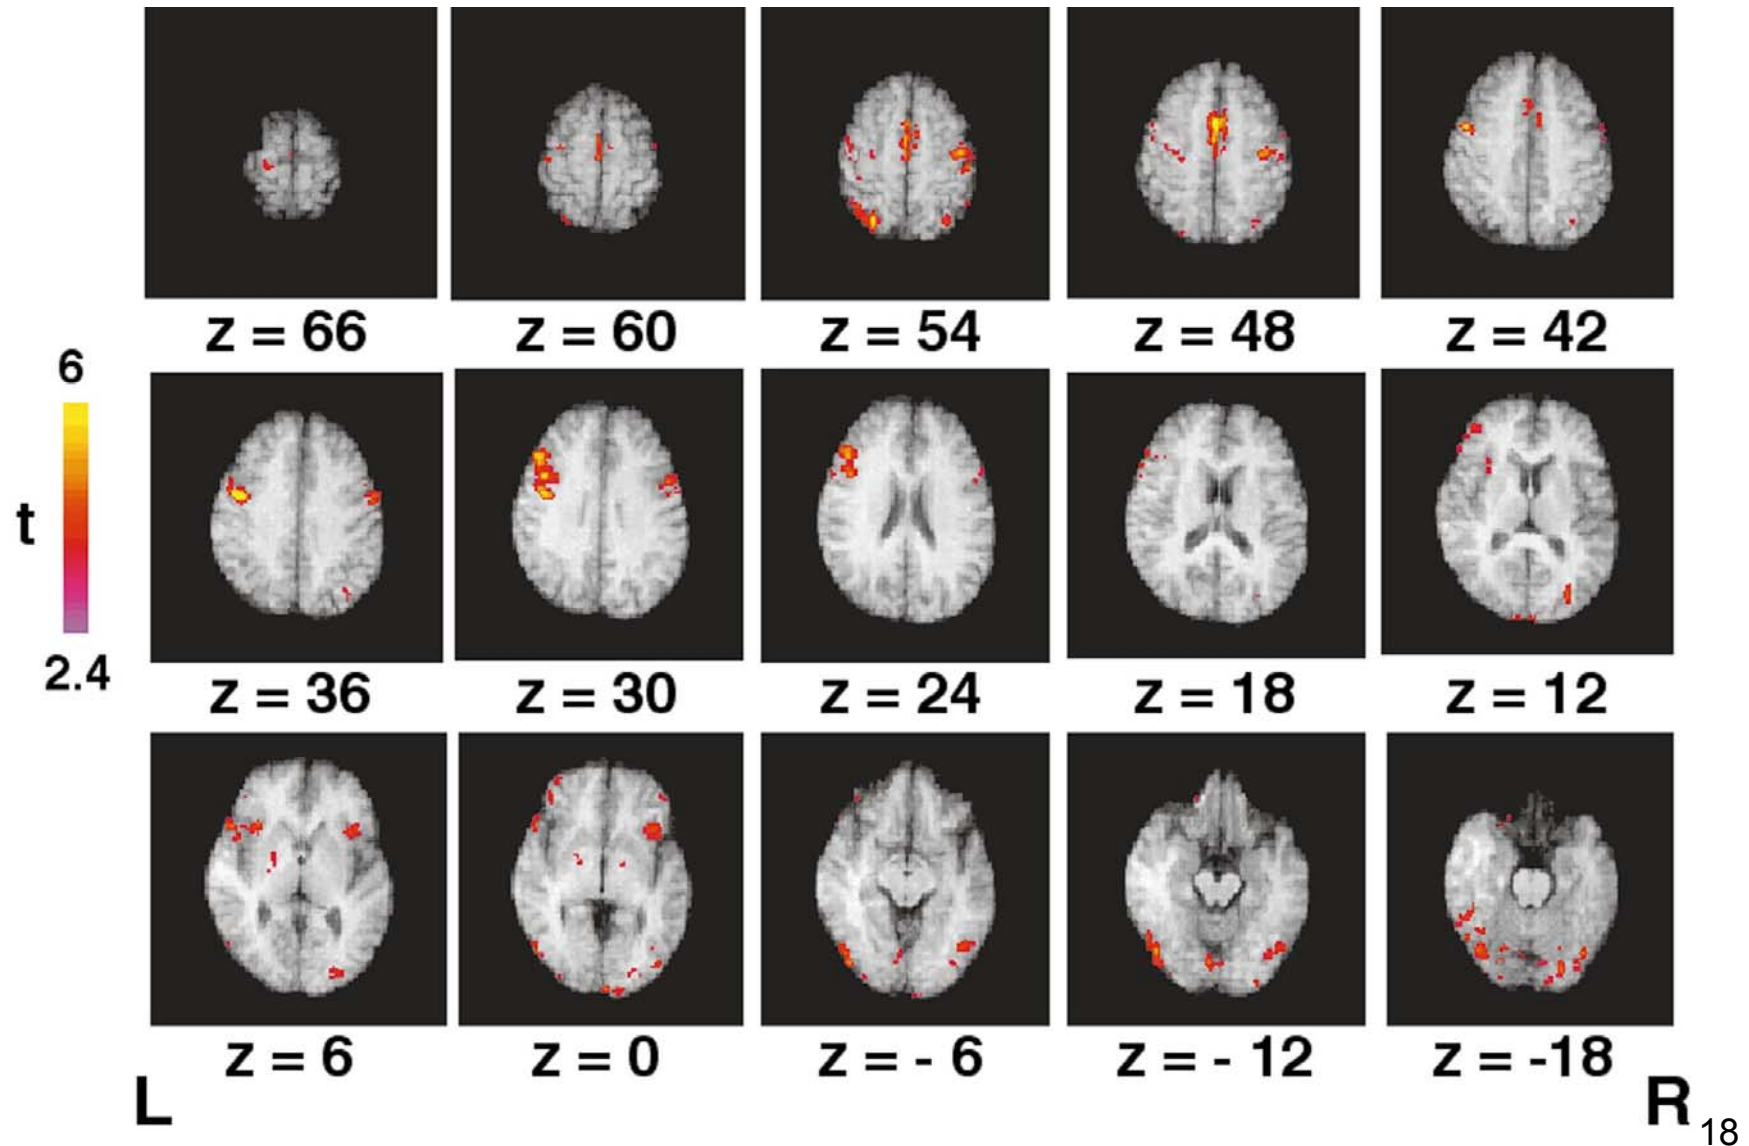 z = 66
z = 60
z = 54
z = 48
z = 42
6
t
2.4
z = 36
z = 30
z = 24
z = 18
z = 12
z = 6
z = 0
z = - 6
z = - 12
z = -18
L
R
18